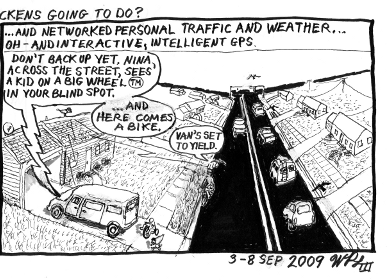 CKENS GOING TO DO?
...AND NETWORKED PERSONAL TRAFFIC AND WEATHER...
OH-AND INTERACTIVE, INTELLIGENT GPS.
DON'T BACK UP YET, NINA.
ACROSS THE STREET, SEES
A KID ON A BIG WHEEL TM
IN YOUR BLIND SPOT.
...AND
HERE COMES
A BIKE.
VAN'S SET
TO YIELD.
3-8 SEP 2009